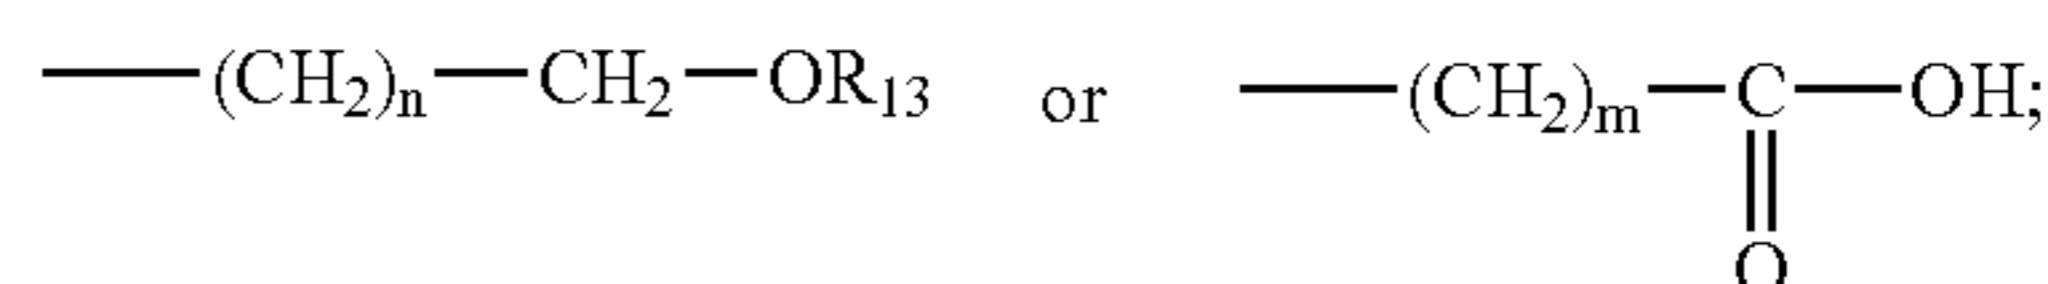 —(CH₂)ₙ—CH₂—OR₁₃ or —(CH₂)ₘ—C—OH;
O